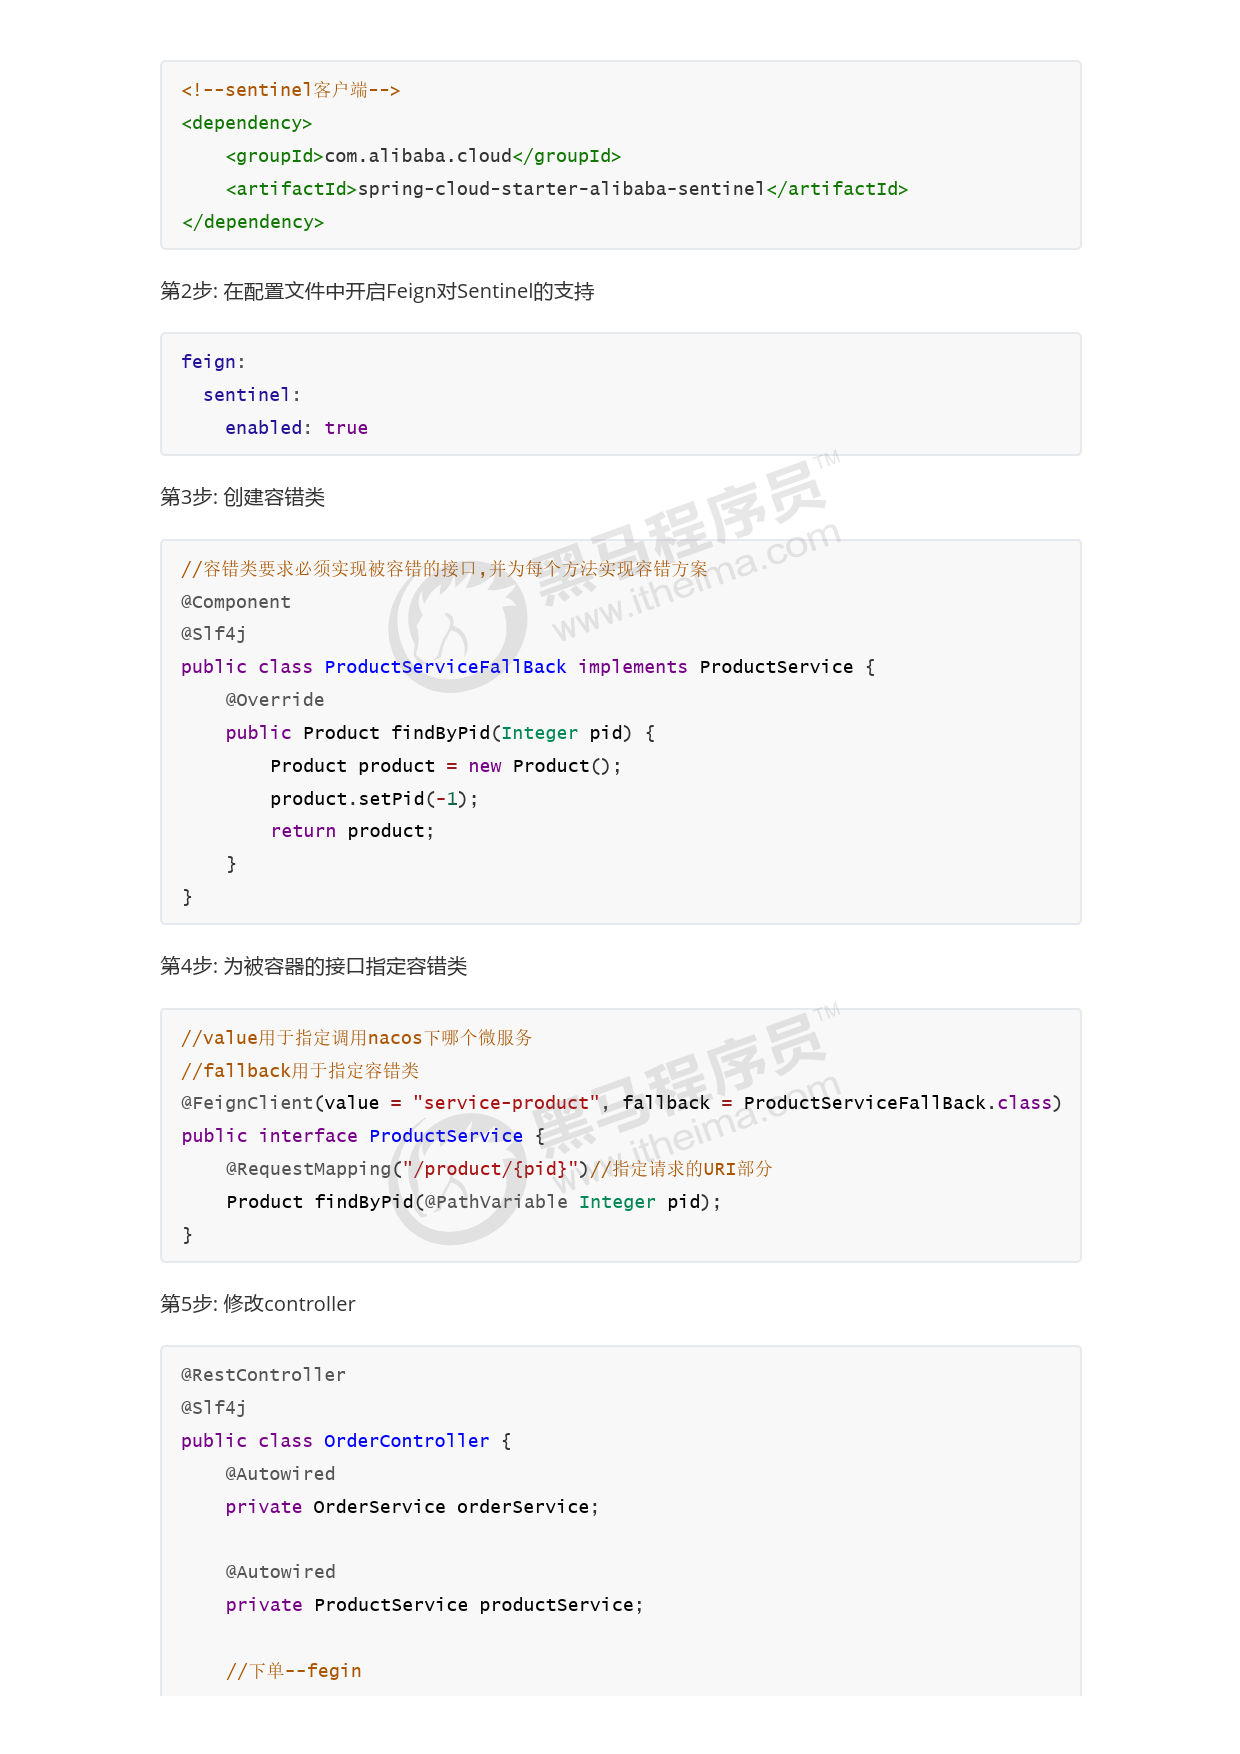 <!--sentinel客户端-->
<dependency>
    <groupId>com.alibaba.cloud</groupId>
    <artifactId>spring-cloud-starter-alibaba-sentinel</artifactId>
</dependency>
第2步: 在配置文件中开启Feign对Sentinel的支持
feign:
  sentinel:
    enabled: true
第3步: 创建容错类
//容错类要求必须实现被容错的接口,并为每个方法实现容错方案
@Component
@Slf4j
public class ProductServiceFallBack implements ProductService {
    @Override
    public Product findByPid(Integer pid) {
        Product product = new Product();
        product.setPid(-1);
        return product;
    }
}
黑马程序员™
www.itheima.com
第4步: 为被容器的接口指定容错类
//value用于指定调用nacos下哪个微服务
//fallback用于指定容错类
@FeignClient(value = "service-product", fallback = ProductServiceFallBack.class)
public interface ProductService {
    @RequestMapping("/product/{pid}")//指定请求的URI部分
    Product findByPid(@PathVariable Integer pid);
}
黑马程序员™
www.itheima.com
第5步: 修改controller
@RestController
@Slf4j
public class OrderController {
    @Autowired
    private OrderService orderService;
    @Autowired
    private ProductService productService;
    //下单--fegin